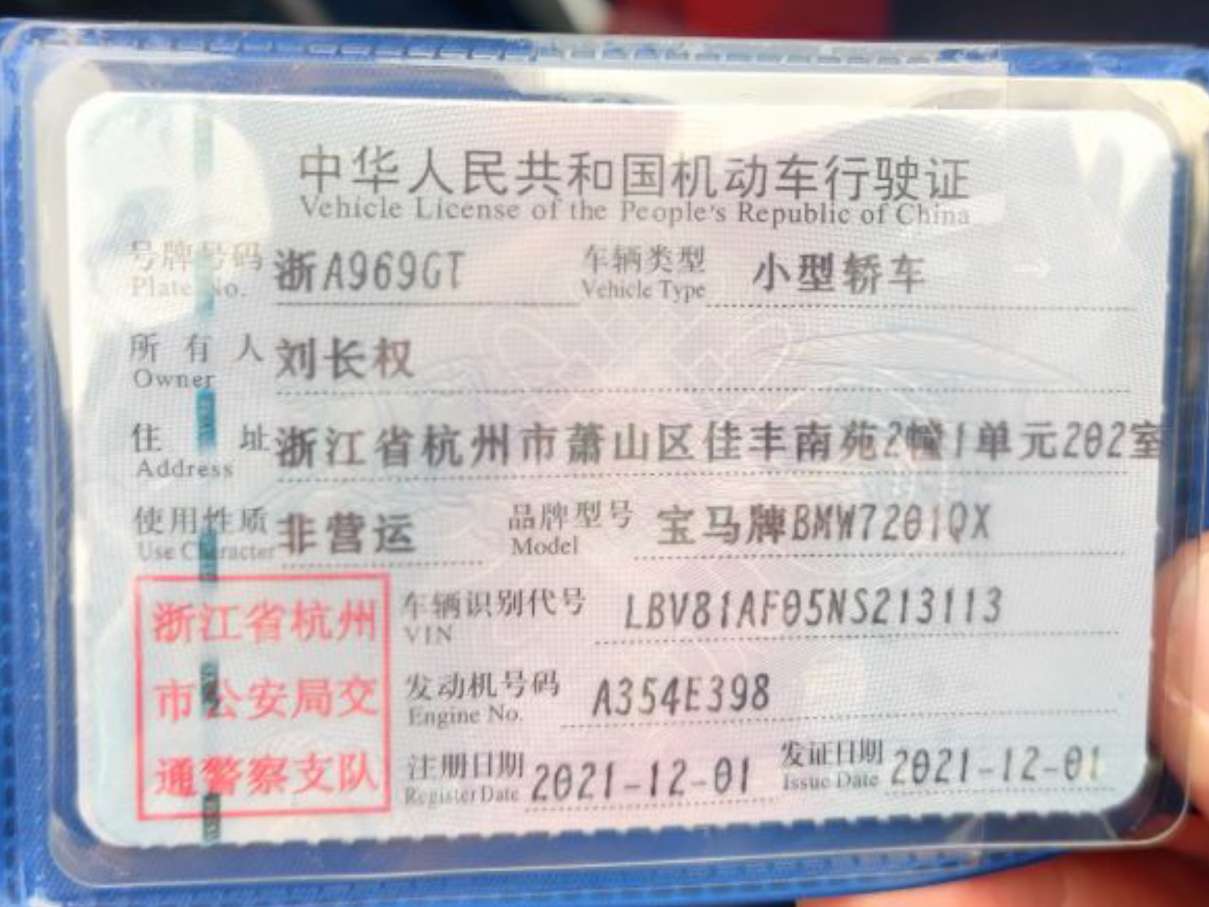 中华人民共和国机动车行驶证
Vehicle License of the People's Republic of China
号牌号码 浙A969GT 车辆类型 小型轿车
Plate No. Vehicle Type
所有人 刘长权
Owner
住址 浙江省杭州市萧山区佳丰南苑2幢1单元202室
Address
使用性质 非营运 品牌型号 宝马牌BMW7201QX
Use Character Model
浙江省杭州 车辆识别代号 LBV81AF05NS213113
VIN
市公安局交 发动机号码 A354E398
Engine No.
通警察支队 注册日期 2021-12-01 发证日期 2021-12-01
Register Date Issue Date